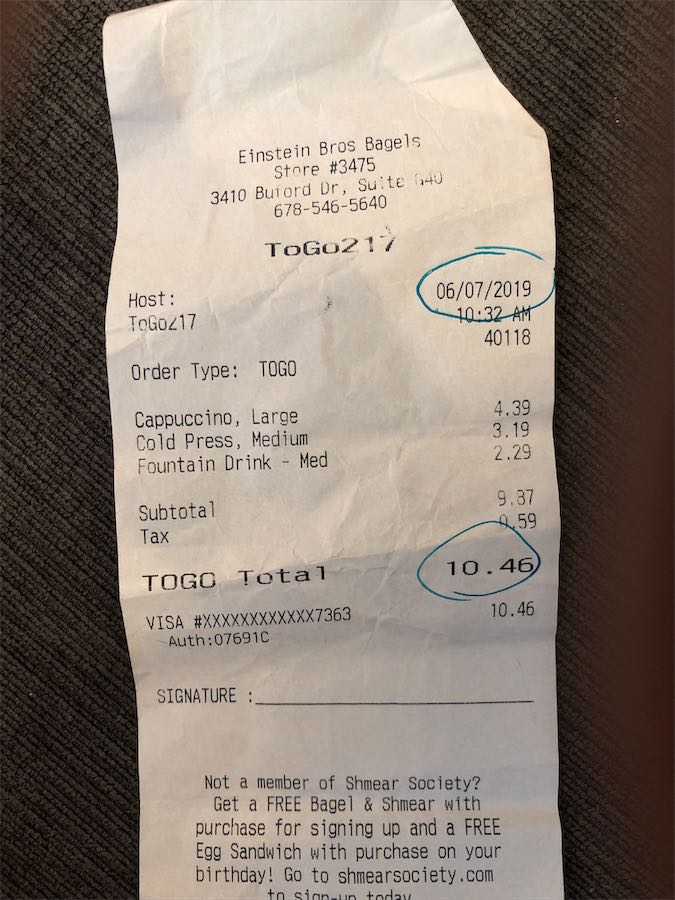 Einstein Bros Bagels
Store #3475
3410 Buford Dr, Suite G40
678-546-5640
ToGo217
Host:
06/07/2019
ToGo217
10:32 AM
40118
Order Type: TOGO
Cappuccino, Large 4.39
Cold Press, Medium 3.19
Fountain Drink - Med 2.29
Subtotal 9.87
Tax 0.59
TOGO Total 10.46
VISA #XXXXXXXXXXXX7363 10.46
Auth:07691C
SIGNATURE :
Not a member of Shmear Society?
Get a FREE Bagel & Shmear with
purchase for signing up and a FREE
Egg Sandwich with purchase on your
birthday! Go to shmearsociety.com
to sign-up today